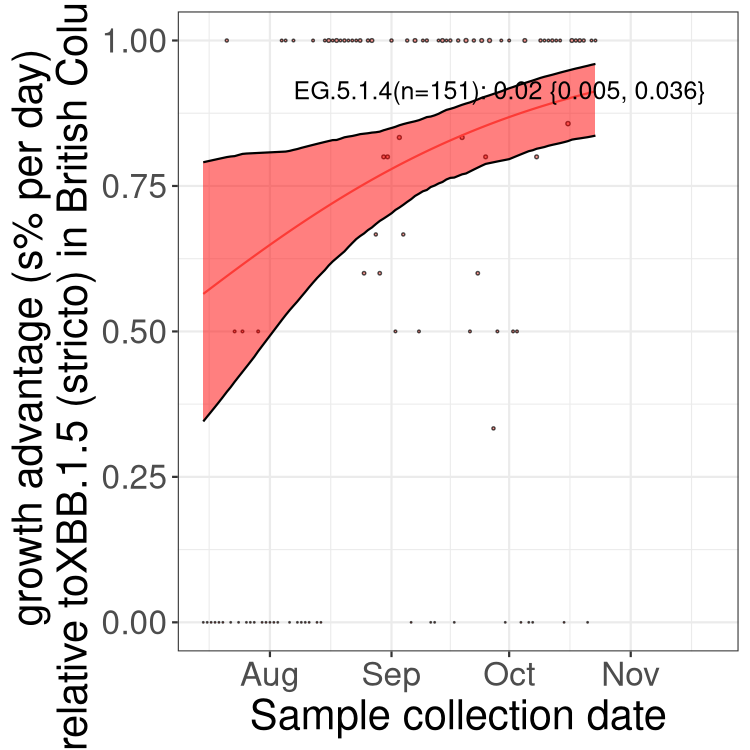 growth advantage (s% per day)
relative toXBB.1.5 (stricto) in British Colu
1.00
0.75
0.50
0.25
0.00
EG.5.1.4(n=151): 0.02 {0.005, 0.036}
Aug Sep Oct Nov
Sample collection date